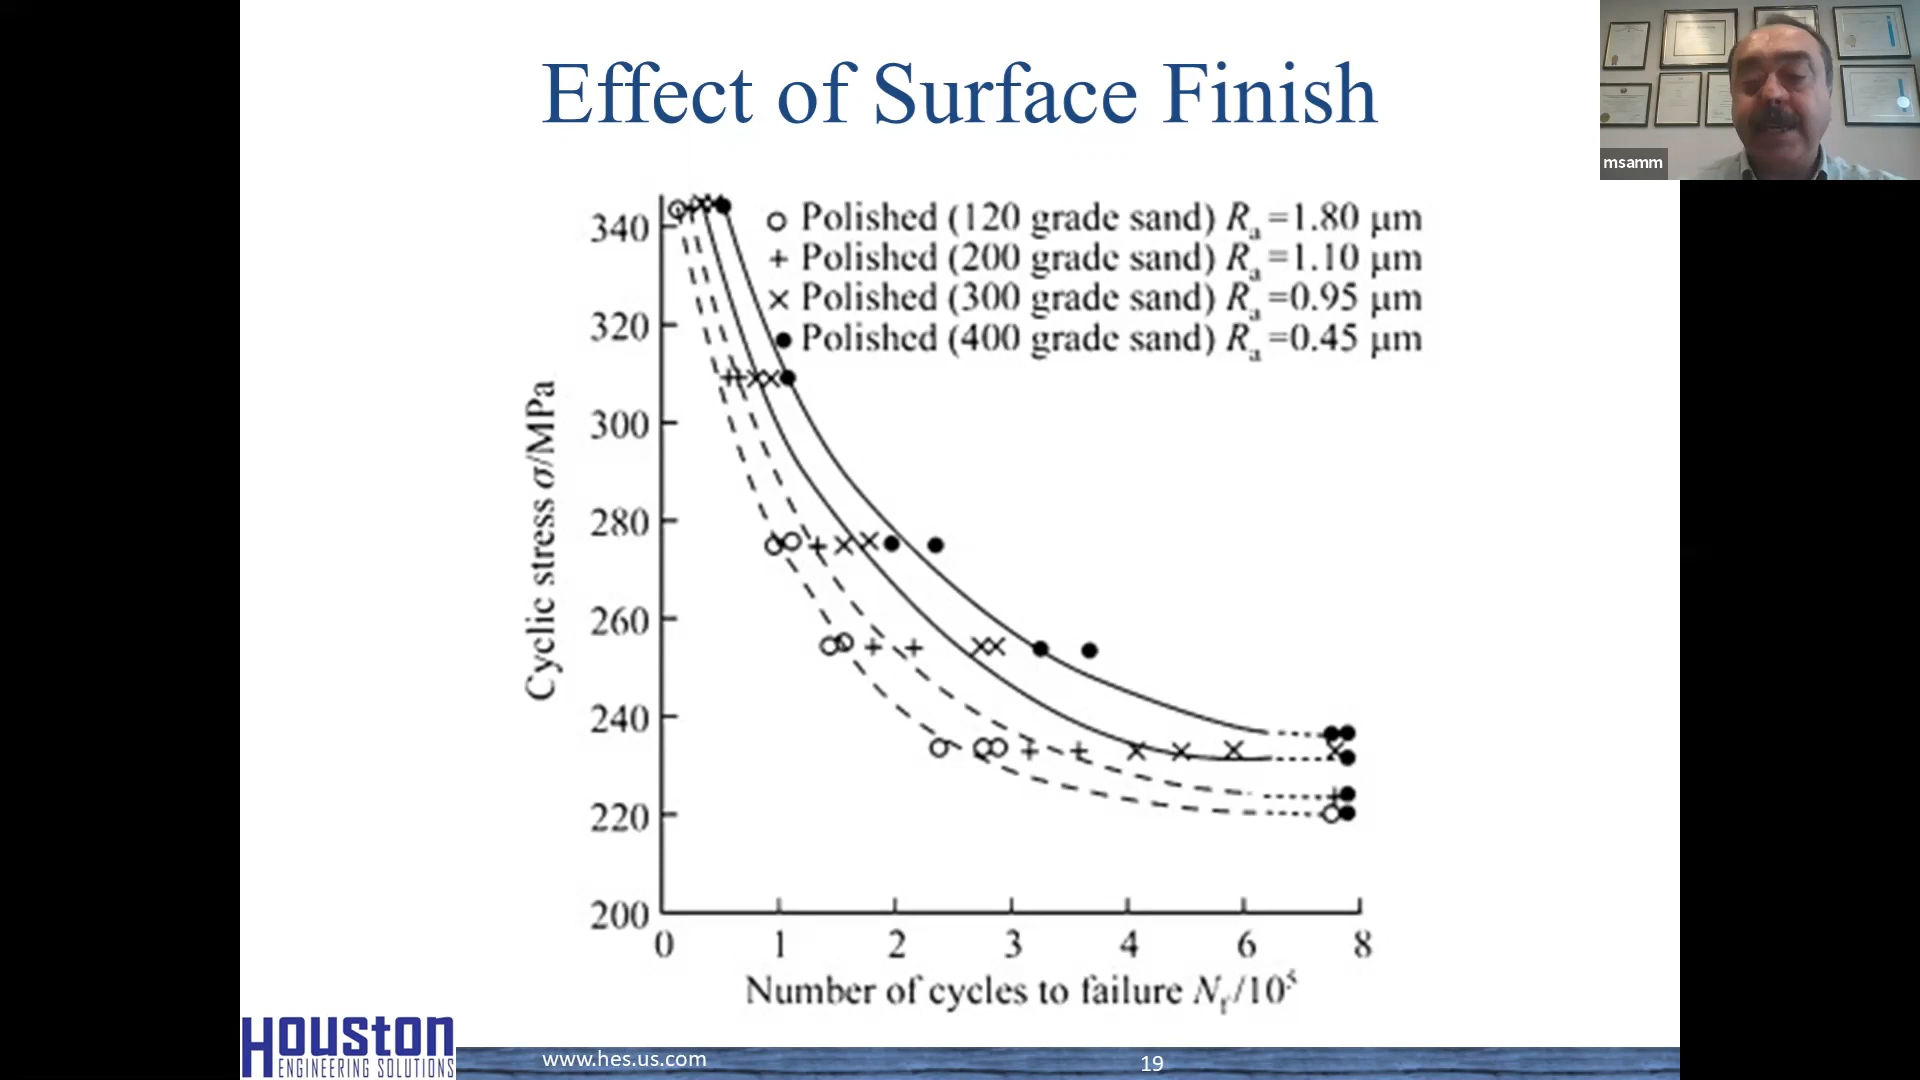 Effect of Surface Finish
msamm
Polished (120 grade sand) Ra=1.80 μm
Polished (200 grade sand) Ra=1.10 μm
Polished (300 grade sand) Ra=0.95 μm
Polished (400 grade sand) Ra=0.45 μm
Cyclic stress σ/MPa
340
320
300
280
260
240
220
200
0 1 2 3 4 6 8
Number of cycles to failure Nf/10⁵
HOUSTON
ENGINEERING SOLUTIONS
www.hes.us.com
19